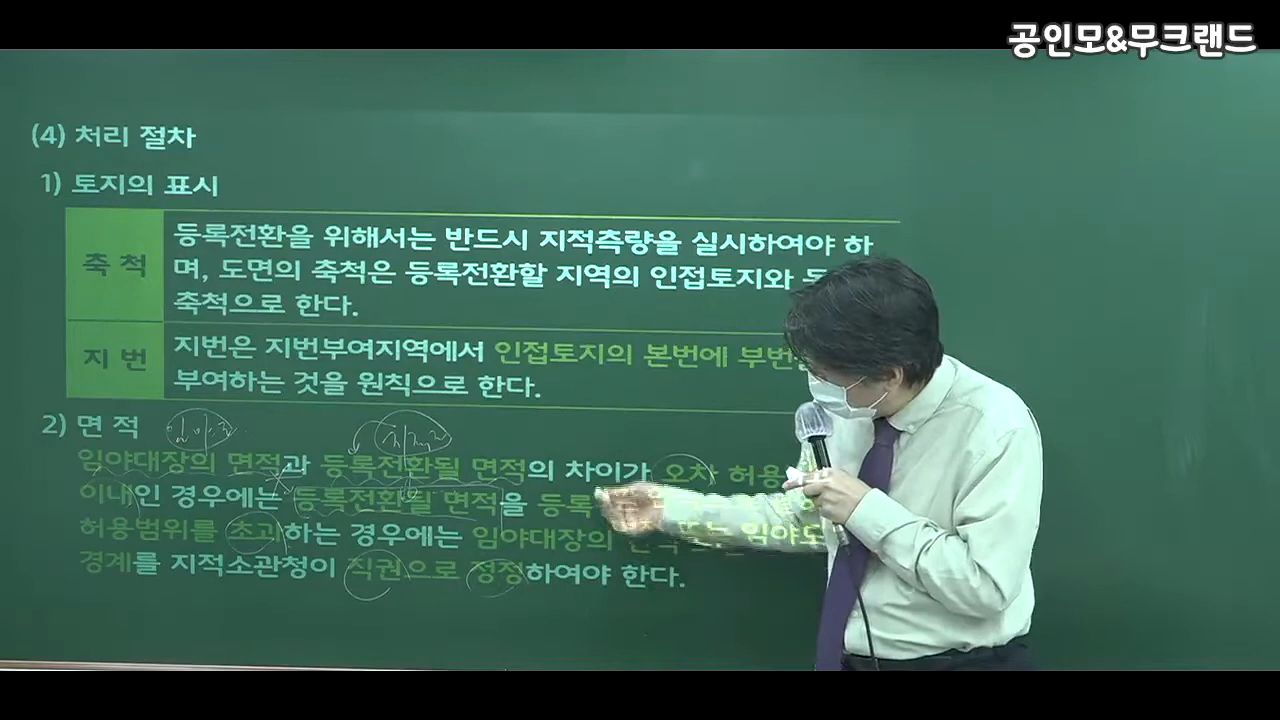 공인모&무크랜드
(4) 처리 절차
1) 토지의 표시
축 척
등록전환을 위해서는 반드시 지적측량을 실시하여야 하
며, 도면의 축척은 등록전환할 지역의 인접토지와
축척으로 한다.
지 번
지번은 지번부여지역에서 인접토지의 본번에 부번
부여하는 것을 원칙으로 한다.
2) 면 적
임야대장의 면적과 등록전환될 면적의 차이가 오차 허용
이내인 경우에는 등록전환될 면적을 등록
허용범위를 초과하는 경우에는 임야대장의 또는 임야도
경계를 지적소관청이 직권으로 정정하여야 한다.